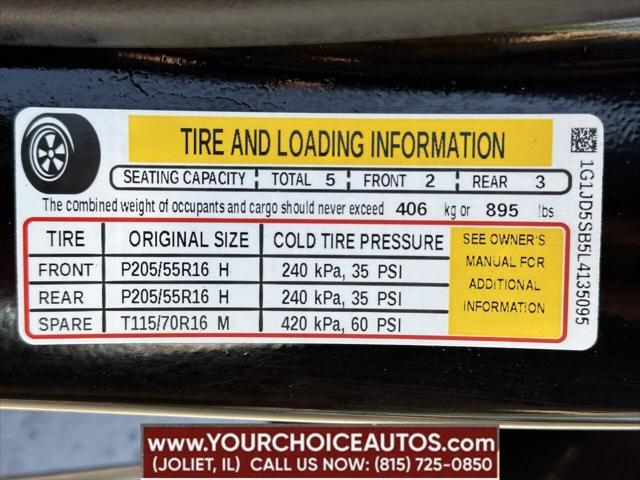 TIRE AND LOADING INFORMATION
SEATING CAPACITY TOTAL 5 FRONT 2 REAR 3
The combined weight of occupants and cargo should never exceed 406 kg or 895 lbs
TIRE ORIGINAL SIZE COLD TIRE PRESSURE
FRONT P205/55R16 H 240 kPa, 35 PSI
REAR P205/55R16 H 240 kPa, 35 PSI
SPARE T115/70R16 M 420 kPa, 60 PSI
SEE OWNER'S
MANUAL FOR
ADDITIONAL
INFORMATION
1G1JD5SB5L4135095
WWW.YOURCHOICEAUTOS.COM
(JOLIET, IL) CALL US NOW: (815) 725-0850